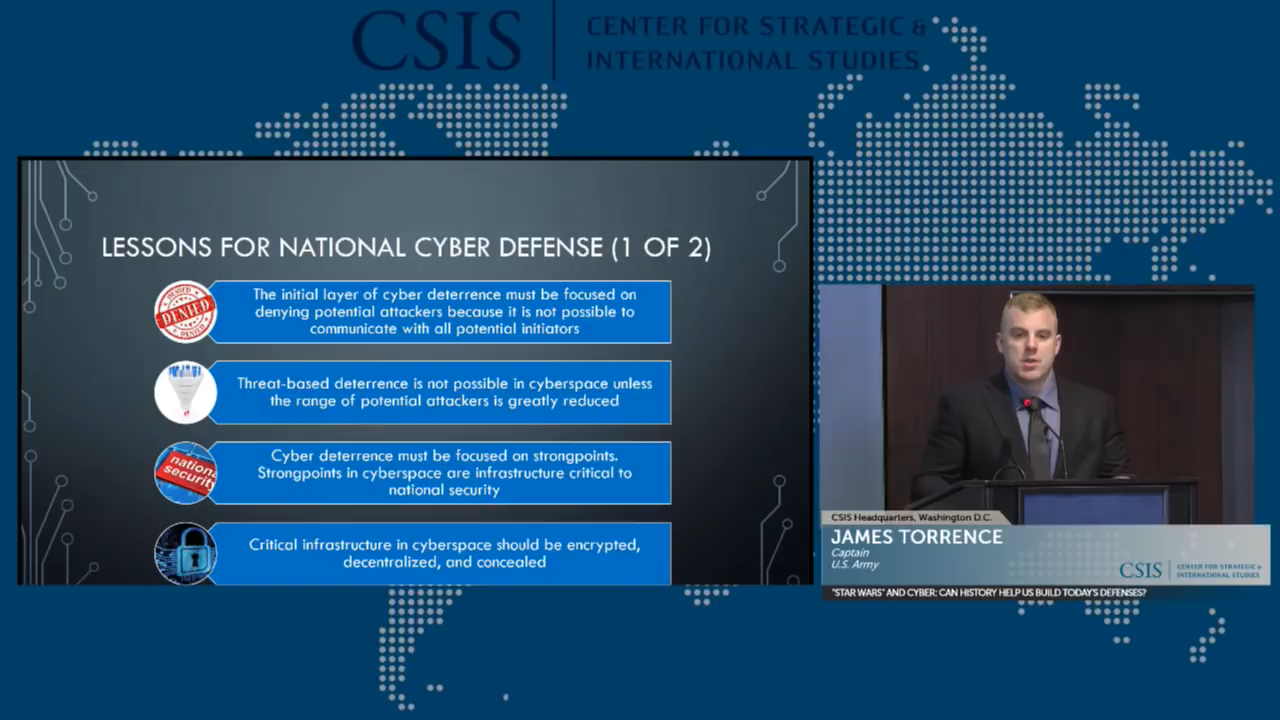 CSIS
CENTER FOR STRATEGIC &
INTERNATIONAL STUDIES
LESSONS FOR NATIONAL CYBER DEFENSE (1 OF 2)
DENIED
DENIED
DENIED
The initial layer of cyber deterrence must be focused on
denying potential attackers because it is not possible to
communicate with all potential initiators
Threat-based deterrence is not possible in cyberspace unless
the range of potential attackers is greatly reduced
national
security
Cyber deterrence must be focused on strongpoints.
Strongpoints in cyberspace are infrastructure critical to
national security
Critical infrastructure in cyberspace should be encrypted,
decentralized, and concealed
CSIS Headquarters, Washington D.C.
JAMES TORRENCE
Captain
U.S. Army
CSIS
CENTER FOR STRATEGIC &
INTERNATIONAL STUDIES
"STAR WARS" AND CYBER: CAN HISTORY HELP US BUILD TODAY'S DEFENSES?